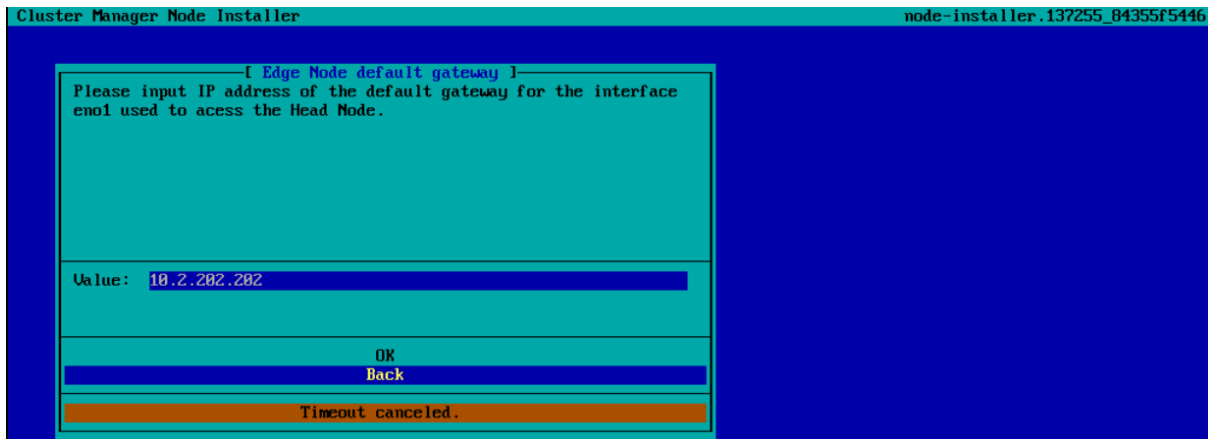 Cluster Manager Node Installer
node-installer.137255_84355f5446
[ Edge Node default gateway ]
Please input IP address of the default gateway for the interface
eno1 used to acess the Head Node.
Value: 10.2.202.202
OK
Back
Timeout canceled.